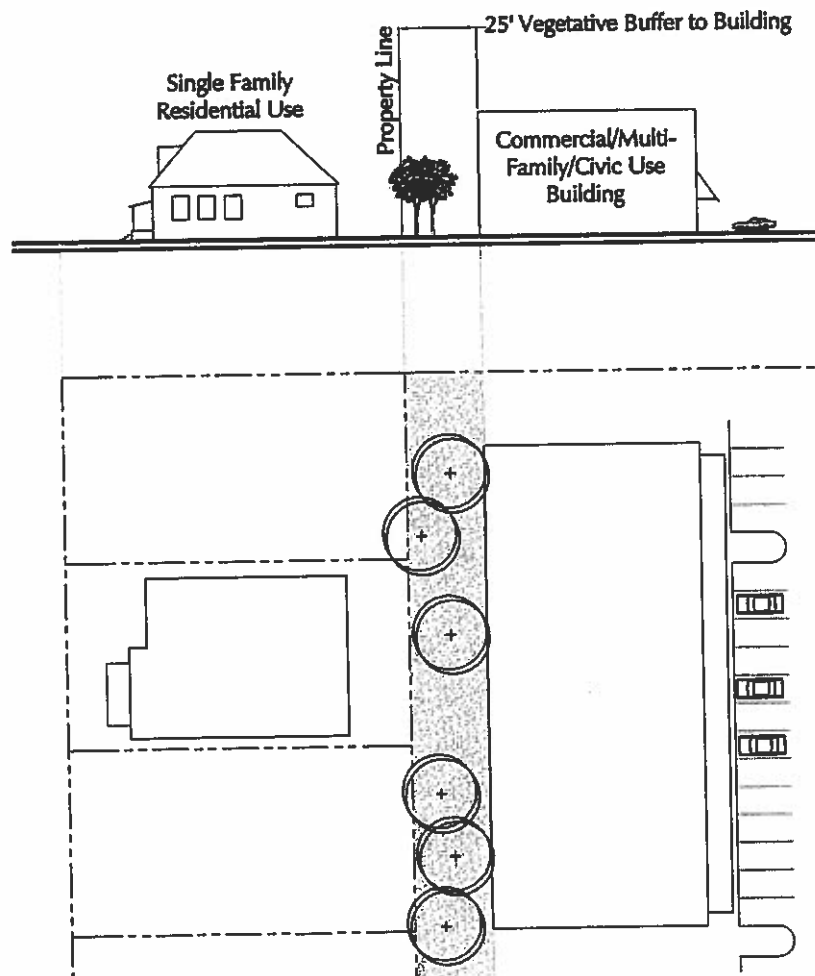 25' Vegetative Buffer to Building
Property Line
Single Family
Residential Use
Commercial/Multi-
Family/Civic Use
Building